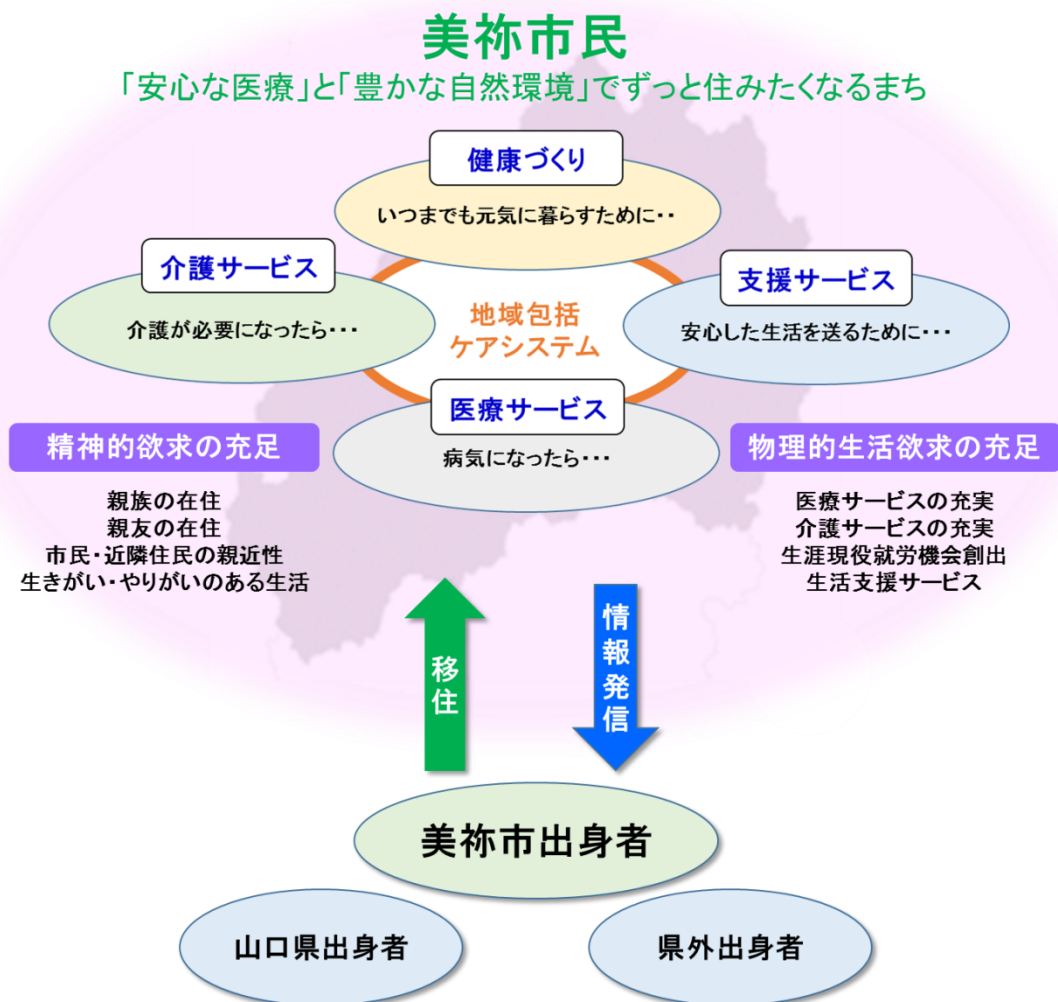 美祢市民
「安心な医療」と「豊かな自然環境」でずっと住みたくなるまち
健康づくり
いつまでも元気に暮らすために・・
介護サービス
介護が必要になったら・・・
支援サービス
安心した生活を送るために・・・
地域包括
ケアシステム
医療サービス
病気になったら・・・
精神的欲求の充足
親族の在住
親友の在住
市民・近隣住民の親近性
生きがい・やりがいのある生活
物理的生活欲求の充足
医療サービスの充実
介護サービスの充実
生涯現役就労機会創出
生活支援サービス
移住
情報発信
美祢市出身者
山口県出身者
県外出身者